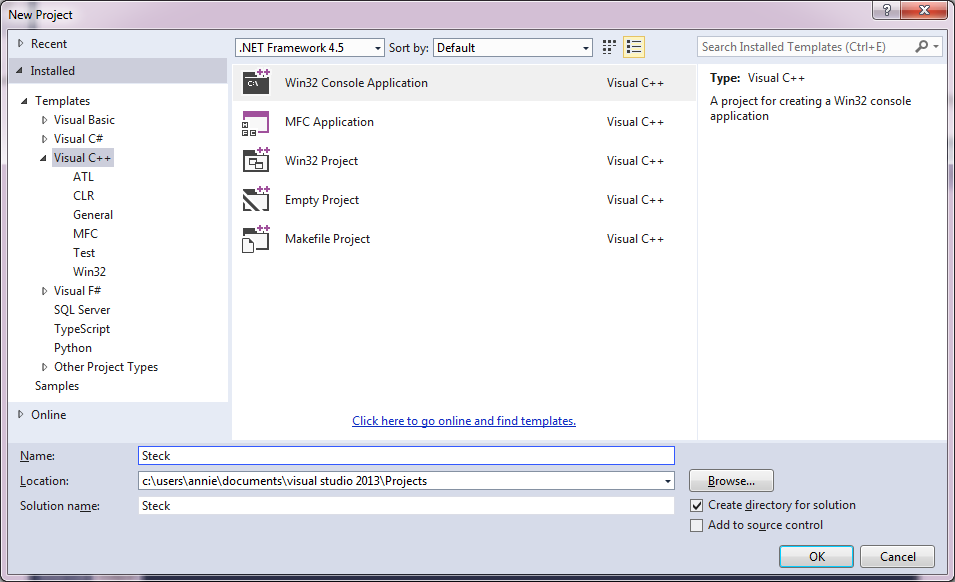 New Project
Recent
.NET Framework 4.5
Sort by:
Default
Search Installed Templates (Ctrl+E)
Installed
Templates
Visual Basic
Visual C#
Visual C++
ATL
CLR
General
MFC
Test
Win32
Visual F#
SQL Server
TypeScript
Python
Other Project Types
Samples
Online
C:\
Win32 Console Application Visual C++
MFC Application Visual C++
Win32 Project Visual C++
Empty Project Visual C++
Makefile Project Visual C++
Click here to go online and find templates.
Type: Visual C++
A project for creating a Win32 console
application
Name: Steck
Location: c:\users\annie\documents\visual studio 2013\Projects
Browse...
Solution name: Steck
Create directory for solution
Add to source control
OK Cancel